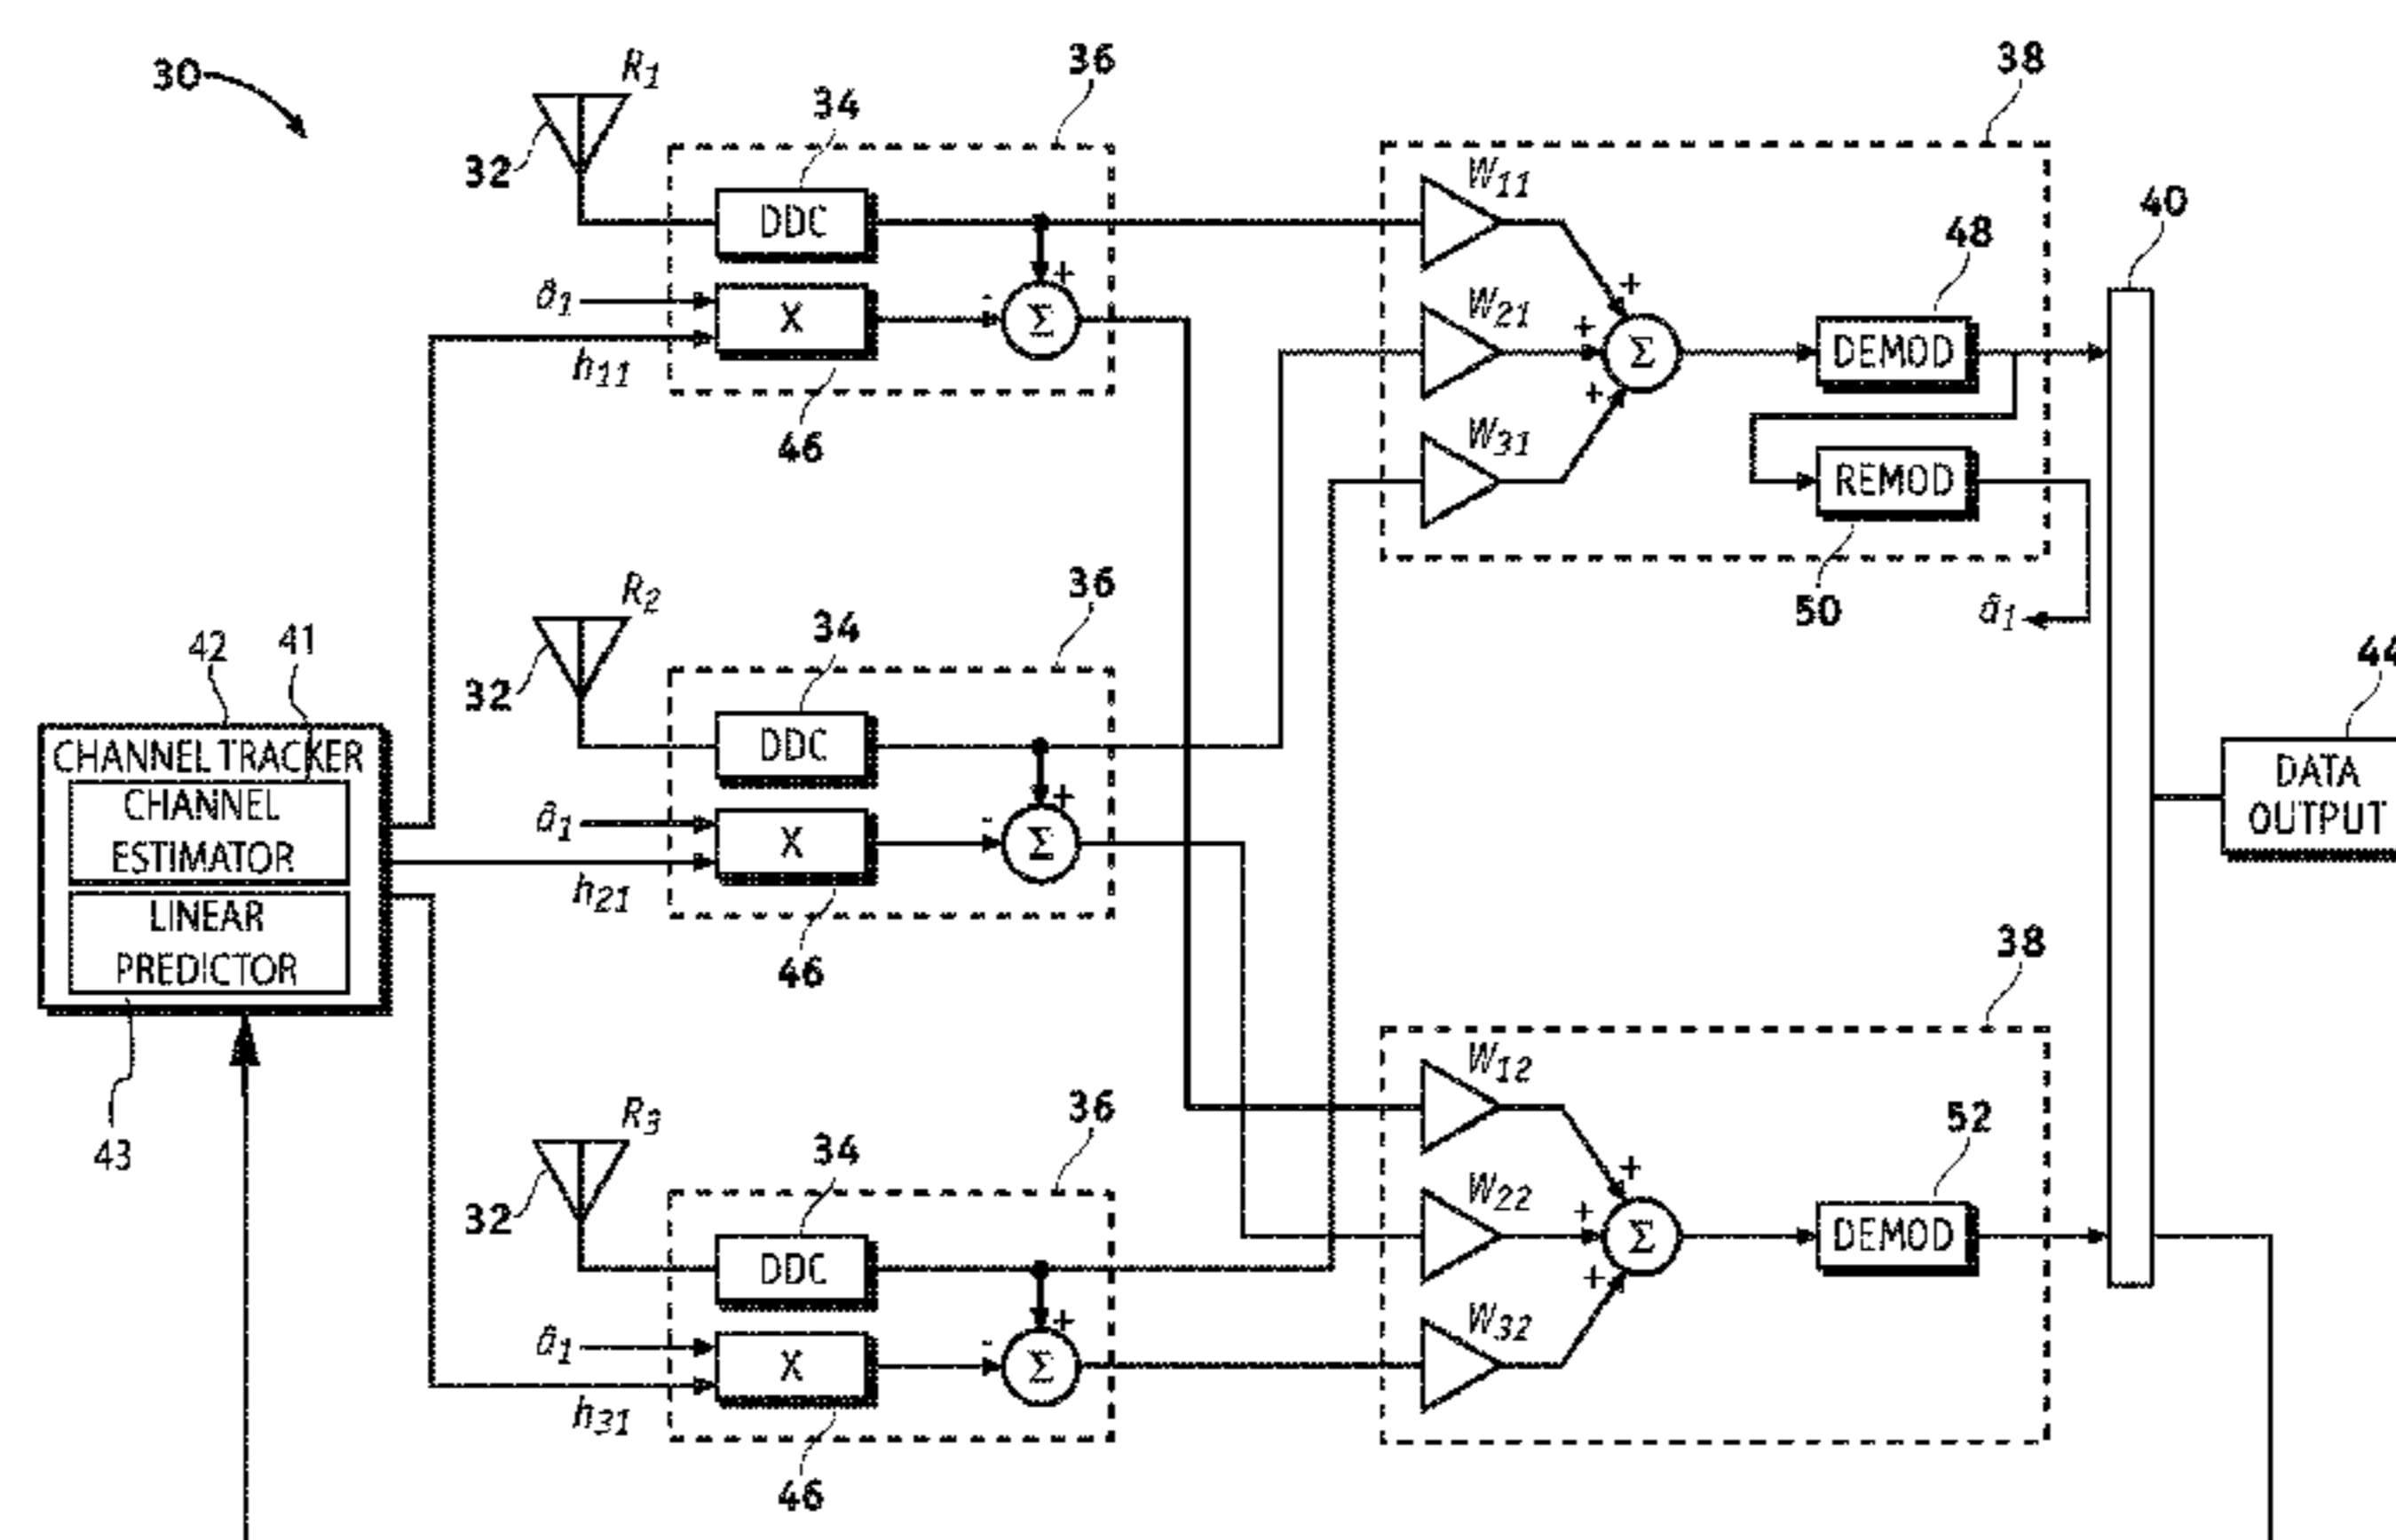 30
R1
32
34
36
DDC
â1
X
-
+
Σ
h11
46
38
W11
W21
W31
+
+
+
Σ
48
DEMOD
REMOD
50
â1
40
R2
32
34
36
DDC
â1
X
-
+
Σ
h21
46
42
41
CHANNEL TRACKER
CHANNEL
ESTIMATOR
LINEAR
PREDICTOR
43
44
DATA
OUTPUT
R3
32
34
36
DDC
â1
X
-
+
Σ
h31
46
38
W12
W22
W32
+
+
+
Σ
52
DEMOD